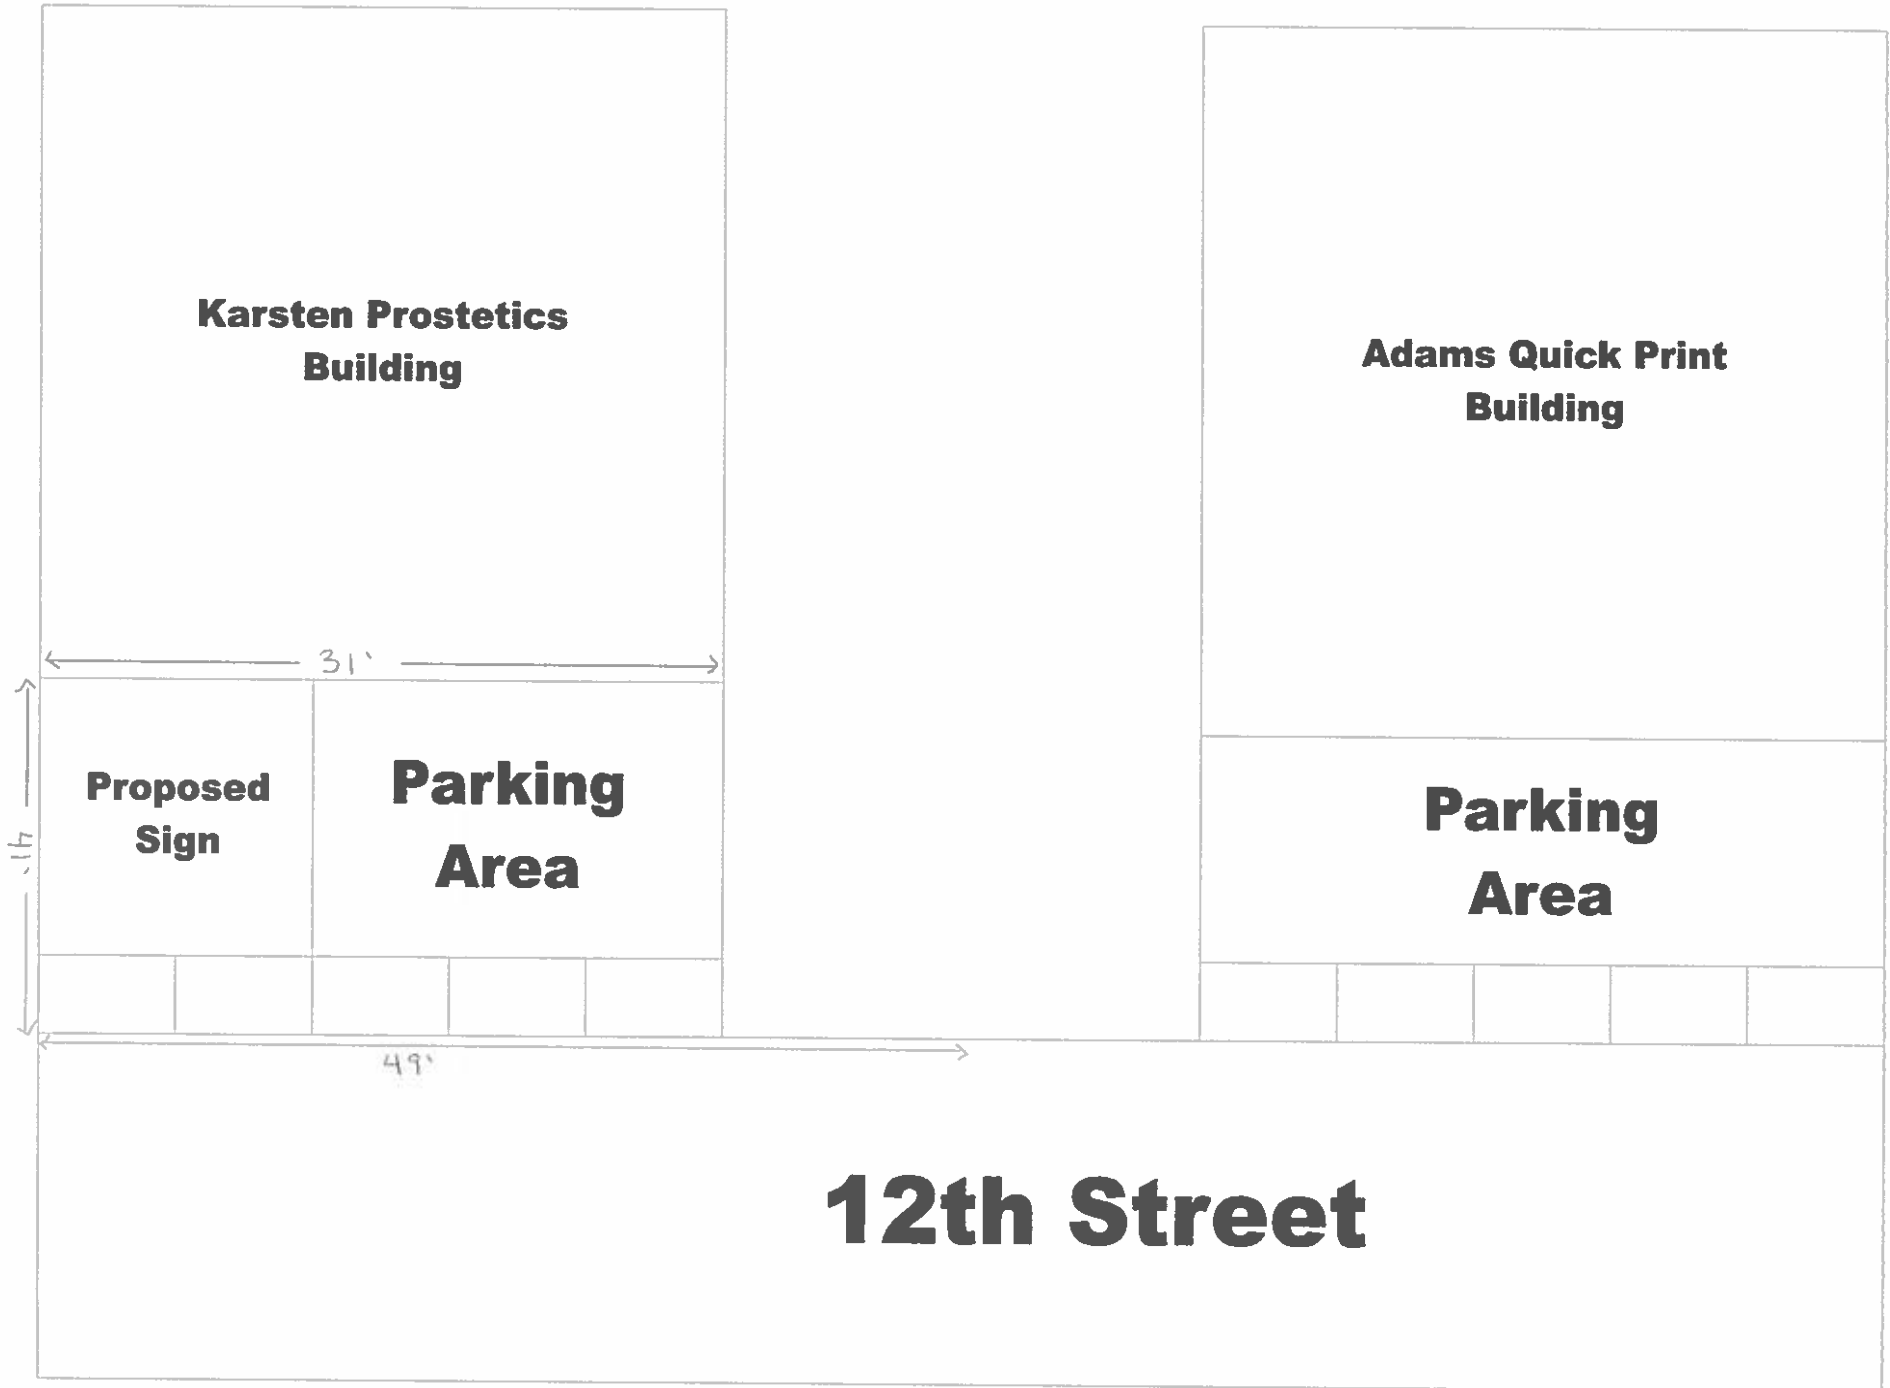 Karsten Prostetics
Building
Adams Quick Print
Building
31'
Proposed
Sign
Parking
Area
41'
Parking
Area
49'
12th Street